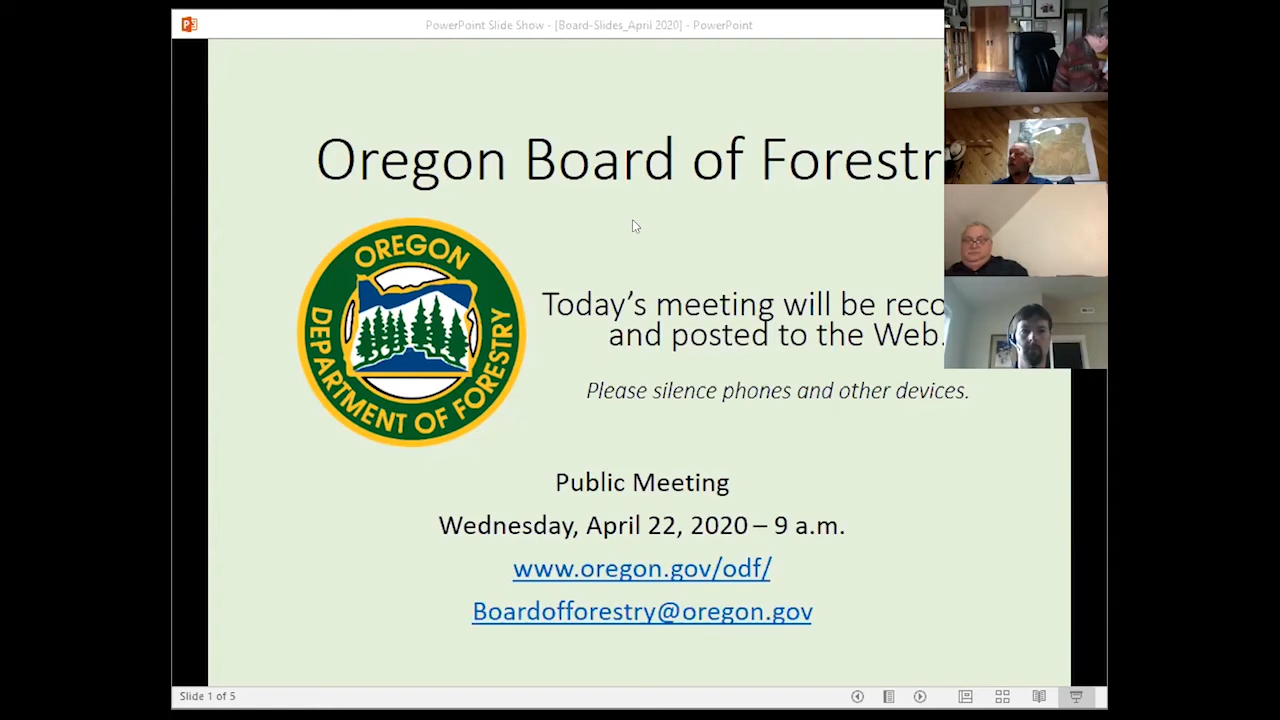 PowerPoint Slide Show - [Board-Slides_April 2020] - PowerPoint
Oregon Board of Forestr
OREGON
DEPARTMENT OF FORESTRY
Today's meeting will be reco
and posted to the Web.
Please silence phones and other devices.
Public Meeting
Wednesday, April 22, 2020 – 9 a.m.
www.oregon.gov/odf/
Boardofforestry@oregon.gov
Slide 1 of 5